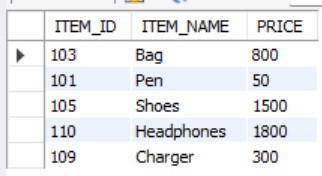 ITEM_ID ITEM_NAME PRICE
103 Bag 800
101 Pen 50
105 Shoes 1500
110 Headphones 1800
109 Charger 300